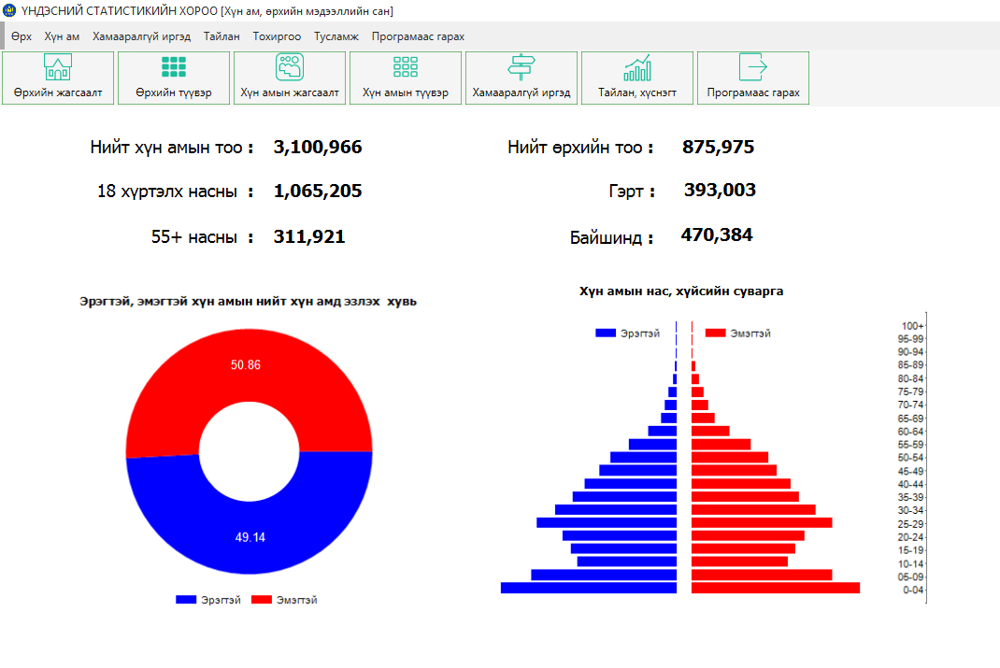 ҮНДЭСНИЙ СТАТИСТИКИЙН ХОРОО [Хүн ам, өрхийн мэдээллийн сан]
Өрх Хүн ам Хамааралгүй иргэд Тайлан Тохиргоо Тусламж Програмаас гарах
Өрхийн жагсаалт Өрхийн түүвэр Хүн амын жагсаалт Хүн амын түүвэр Хамааралгүй иргэд Тайлан, хүснэгт Програмаас гарах
Нийт хүн амын тоо : 3,100,966 Нийт өрхийн тоо : 875,975
18 хүртэлх насны : 1,065,205 Гэрт : 393,003
55+ насны : 311,921 Байшинд : 470,384
Эрэгтэй, эмэгтэй хүн амын нийт хүн амд эзлэх хувь
50.86
49.14
Эрэгтэй Эмэгтэй
Хүн амын нас, хүйсийн суварга
Эрэгтэй Эмэгтэй
100+
95-99
90-94
85-89
80-84
75-79
70-74
65-69
60-64
55-59
50-54
45-49
40-44
35-39
30-34
25-29
20-24
15-19
10-14
05-09
0-04